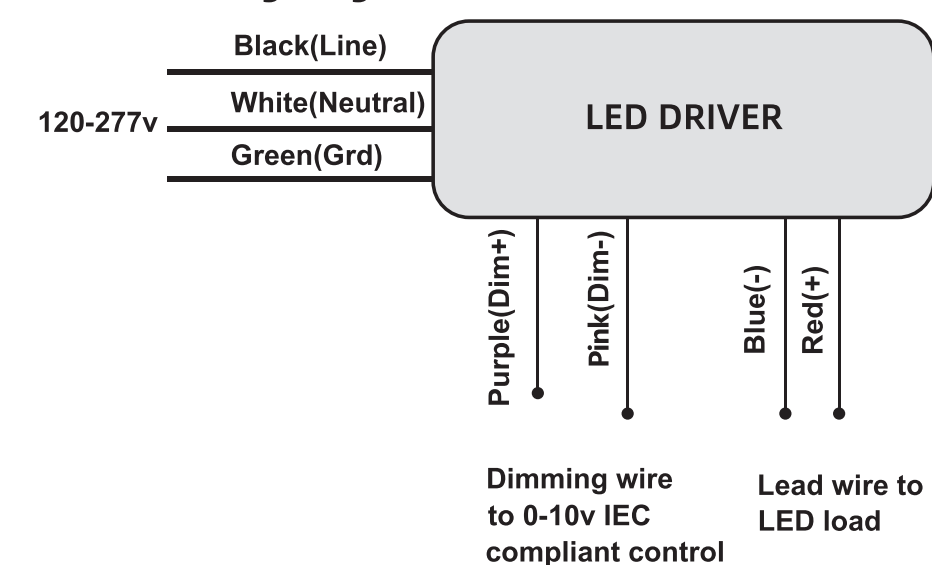 Black(Line)
White(Neutral)
120-277v
Green(Grd)
LED DRIVER
Purple(Dim+)
Pink(Dim-)
Blue(-)
Red(+)
Dimming wire
to 0-10v IEC
compliant control
Lead wire to
LED load